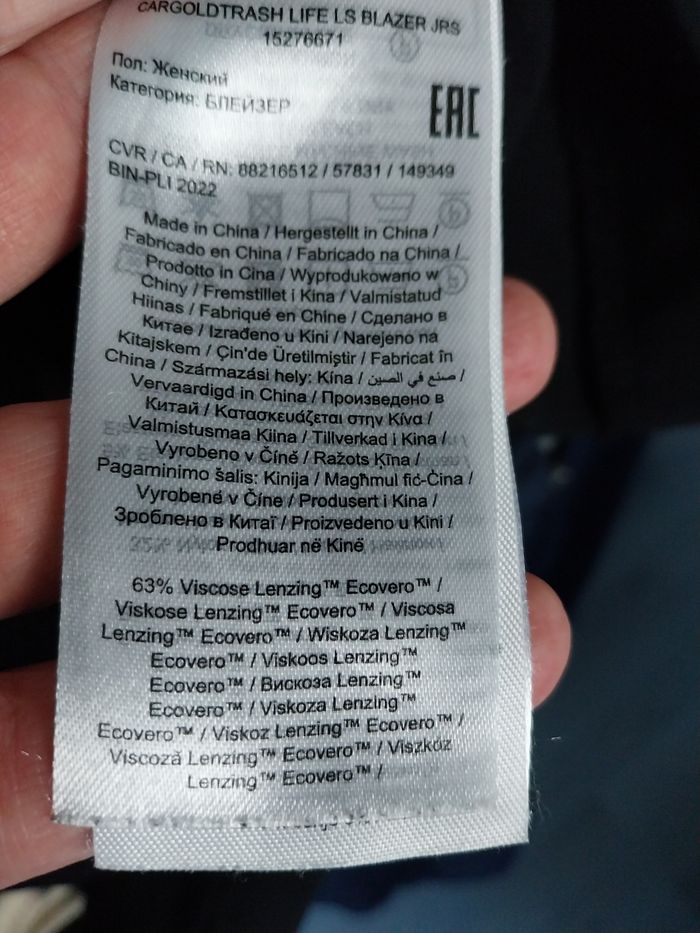 CARGOLDTRASH LIFE LS BLAZER JRS
15276671
Пол: Женский
Категория: БЛЕЙЗЕР
EAC
CVR / CA / RN: 88216512 / 57831 / 149349
BIN-PLI 2022
Made in China / Hergestellt in China /
Fabricado en China / Fabricado na China /
Prodotto in Cina / Wyprodukowano w
Chiny / Fremstillet i Kina / Valmistatud
Hiinas / Fabriqué en Chine / Сделано в
Китае / Izrađeno u Kini / Narejeno na
Kitajskem / Çin'de Üretilmiştir / Fabricat în
China / Származási hely: Kína / صنع في الصين /
Vervaardigd in China / Произведено в
Китай / Κατασκευάζεται στην Κίνα /
Valmistusmaa Kiina / Tillverkad i Kina /
Vyrobeno v Číně / Ražots Ķīna /
Pagaminimo šalis: Kinija / Magħmul fiċ-Ċina /
Vyrobené v Číne / Produsert i Kina /
Зроблено в Китаї / Proizvedeno u Kini /
Prodhuar në Kinë
63% Viscose Lenzing™ Ecovero™ /
Viskose Lenzing™ Ecovero™ / Viscosa
Lenzing™ Ecovero™ / Wiskoza Lenzing™
Ecovero™ / Viskoos Lenzing™
Ecovero™ / Вискоза Lenzing™
Ecovero™ / Viskoza Lenzing™
Ecovero™ / Viskoz Lenzing™ Ecovero™ /
Viscoză Lenzing™ Ecovero™ / Viszkóz
Lenzing™ Ecovero™ /